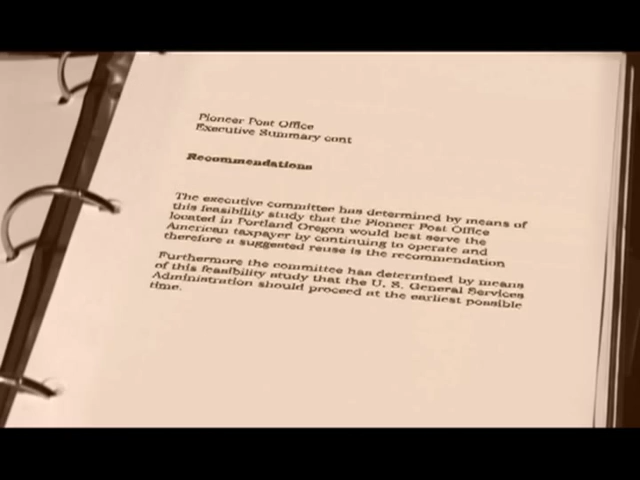 Pioneer Post Office
Executive Summary cont
Recommendations
The executive committee has determined by means of
this feasibility study that the Pioneer Post Office
located in Portland Oregon would best serve the
American taxpayer by continuing to operate and
therefore a suggested reuse is the recommendation
Furthermore the committee has determined by means
of this feasibility study that the U. S. General Services
Administration should proceed at the earliest possible
time.